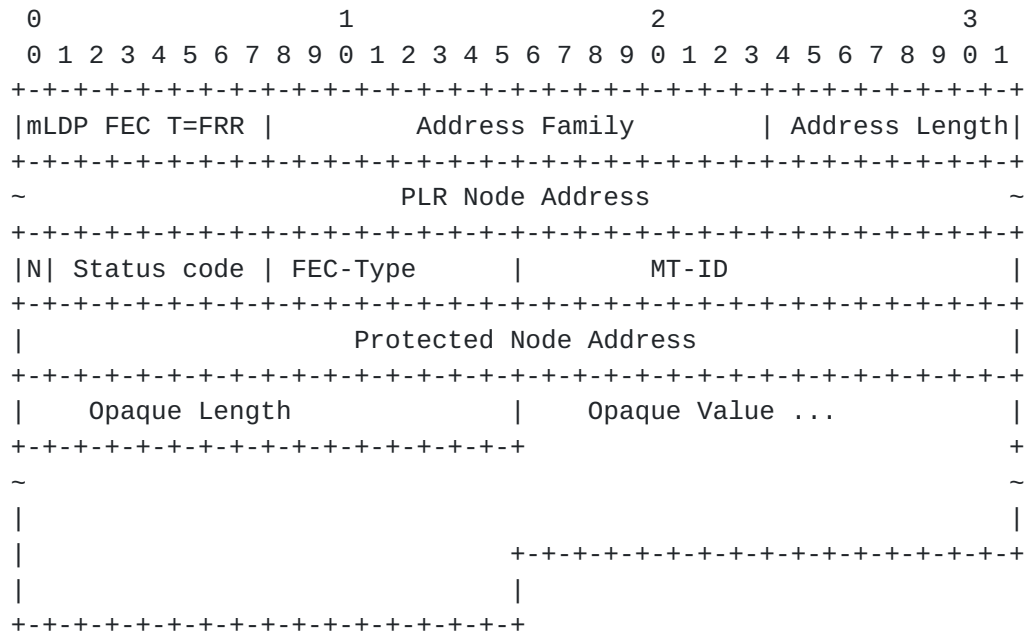 0                   1                   2                   3
 0 1 2 3 4 5 6 7 8 9 0 1 2 3 4 5 6 7 8 9 0 1 2 3 4 5 6 7 8 9 0 1
+-+-+-+-+-+-+-+-+-+-+-+-+-+-+-+-+-+-+-+-+-+-+-+-+-+-+-+-+-+-+-+-+
|mLDP FEC T=FRR |         Address Family        | Address Length|
+-+-+-+-+-+-+-+-+-+-+-+-+-+-+-+-+-+-+-+-+-+-+-+-+-+-+-+-+-+-+-+-+
~                        PLR Node Address                       ~
+-+-+-+-+-+-+-+-+-+-+-+-+-+-+-+-+-+-+-+-+-+-+-+-+-+-+-+-+-+-+-+-+
|N| Status code | FEC-Type      |        MT-ID                  |
+-+-+-+-+-+-+-+-+-+-+-+-+-+-+-+-+-+-+-+-+-+-+-+-+-+-+-+-+-+-+-+-+
|                     Protected Node Address                    |
+-+-+-+-+-+-+-+-+-+-+-+-+-+-+-+-+-+-+-+-+-+-+-+-+-+-+-+-+-+-+-+-+
|    Opaque Length              |    Opaque Value ...           |
+-+-+-+-+-+-+-+-+-+-+-+-+-+-+-+-+                               +
~                                                               ~
|                                                               |
|                               +-+-+-+-+-+-+-+-+-+-+-+-+-+-+-+-+
|                               |
+-+-+-+-+-+-+-+-+-+-+-+-+-+-+-+-+